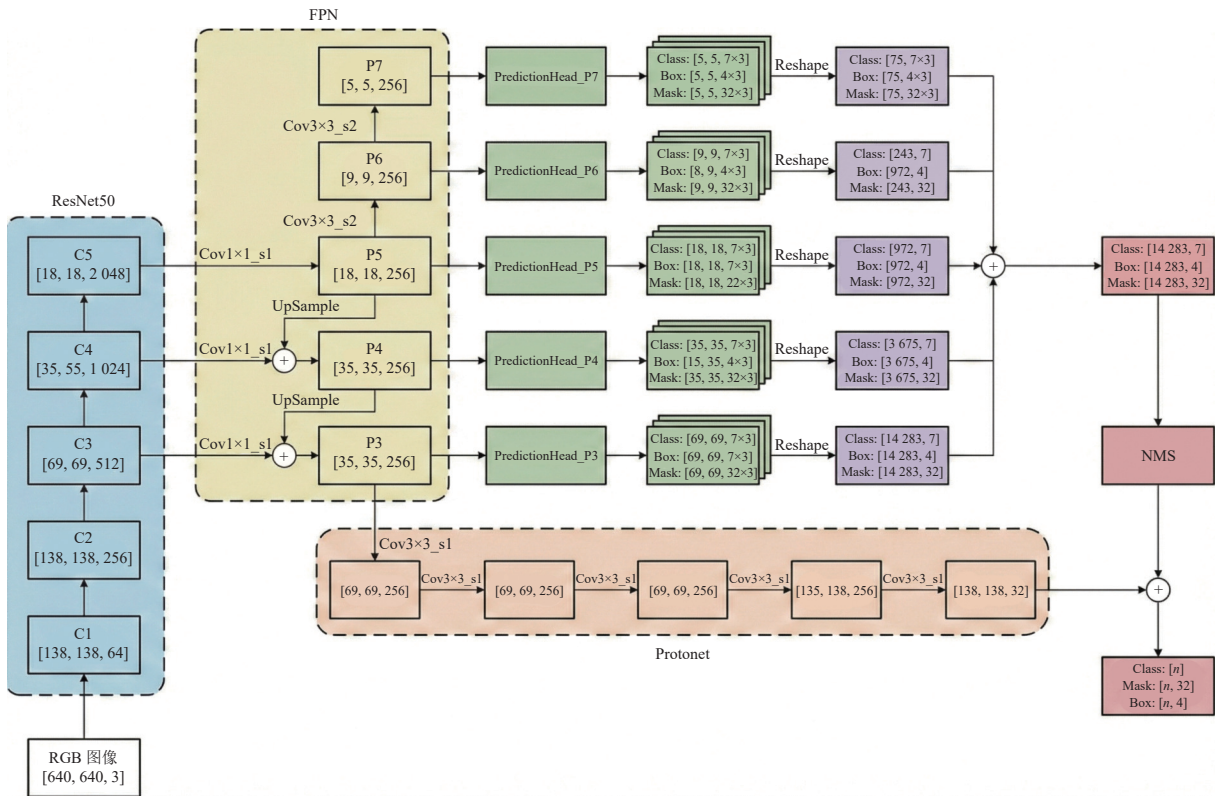 FPN
P7
[5, 5, 256]
Cov3×3_s2
P6
[9, 9, 256]
Cov3×3_s2
P5
[18, 18, 256]
UpSample
P4
[35, 35, 256]
UpSample
P3
[35, 35, 256]
ResNet50
C5
[18, 18, 2 048]
C4
[35, 55, 1 024]
C3
[69, 69, 512]
C2
[138, 138, 256]
C1
[138, 138, 64]
RGB 图像
[640, 640, 3]
Cov1×1_s1
Cov1×1_s1
+
Cov1×1_s1
+
PredictionHead_P7
Class: [5, 5, 7×3]
Box: [5, 5, 4×3]
Mask: [5, 5, 32×3]
Reshape
Class: [75, 7×3]
Box: [75, 4×3]
Mask: [75, 32×3]
PredictionHead_P6
Class: [9, 9, 7×3]
Box: [8, 9, 4×3]
Mask: [9, 9, 32×3]
Reshape
Class: [243, 7]
Box: [972, 4]
Mask: [243, 32]
PredictionHead_P5
Class: [18, 18, 7×3]
Box: [18, 18, 7×3]
Mask: [18, 18, 22×3]
Reshape
Class: [972, 7]
Box: [972, 4]
Mask: [972, 32]
PredictionHead_P4
Class: [35, 35, 7×3]
Box: [15, 35, 4×3]
Mask: [35, 35, 32×3]
Reshape
Class: [3 675, 7]
Box: [3 675, 4]
Mask: [3 675, 32]
PredictionHead_P3
Class: [69, 69, 7×3]
Box: [69, 69, 7×3]
Mask: [69, 69, 32×3]
Reshape
Class: [14 283, 7]
Box: [14 283, 4]
Mask: [14 283, 32]
+
Class: [14 283, 7]
Box: [14 283, 4]
Mask: [14 283, 32]
NMS
+
Class: [n]
Mask: [n, 32]
Box: [n, 4]
Cov3×3_s1
[69, 69, 256]
Cov3×3_s1
[69, 69, 256]
Cov3×3_s1
[69, 69, 256]
Cov3×3_s1
[135, 138, 256]
Cov3×3_s1
[138, 138, 32]
Protonet